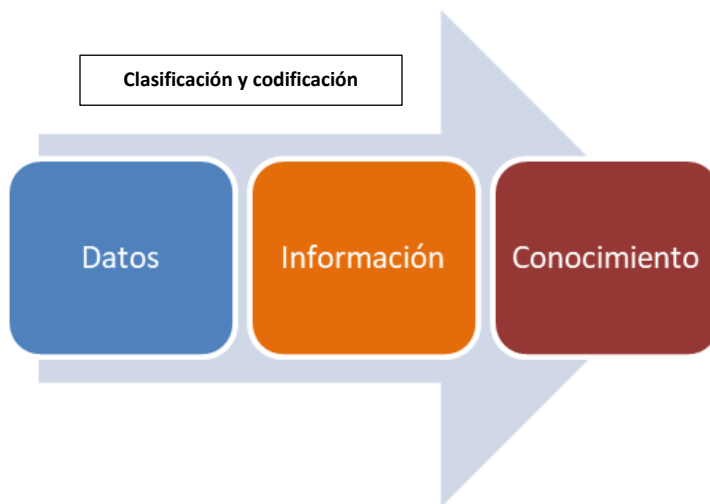 Clasificación y codificación
Datos
Información
Conocimiento